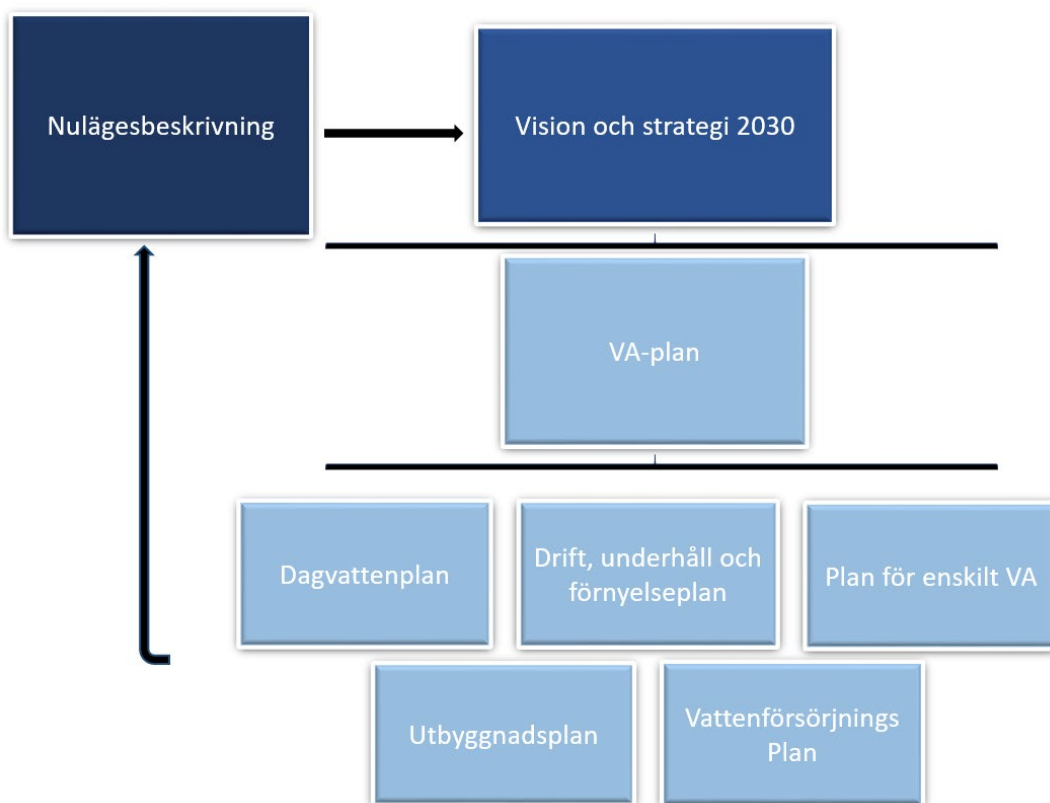 Nulägesbeskrivning
Vision och strategi 2030
VA-plan
Dagvattenplan
Drift, underhåll och
förnyelseplan
Plan för enskilt VA
Utbyggnadsplan
Vattenförsörjnings
Plan